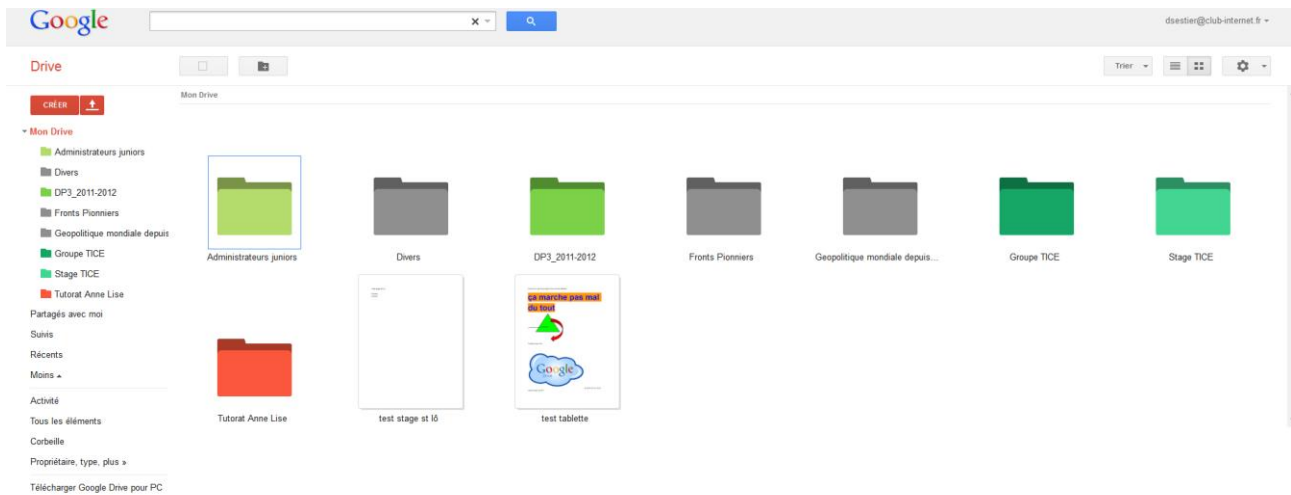 Google
dsestier@club-internet.fr
Drive
Trier
CRÉER
Mon Drive
Mon Drive
Administrateurs juniors
Divers
DP3_2011-2012
Fronts Pionniers
Geopolitique mondiale depuis
Groupe TICE
Stage TICE
Tutorat Anne Lise
Partagés avec moi
Suivis
Récents
Moins
Activité
Tous les éléments
Corbeille
Propriétaire, type, plus »
Télécharger Google Drive pour PC
Administrateurs juniors
Divers
DP3_2011-2012
Fronts Pionniers
Geopolitique mondiale depuis...
Groupe TICE
Stage TICE
ça marche pas mal
du tout
Google
Tutorat Anne Lise
test stage st lô
test tablette